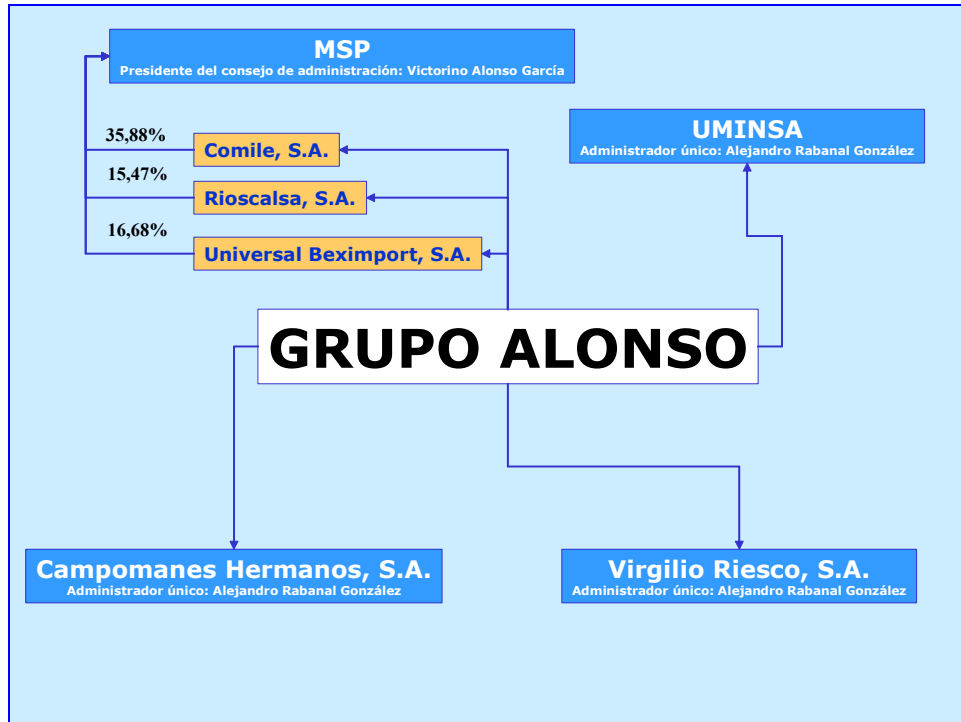 MSP
Presidente del consejo de administración: Victorino Alonso García
35,88%
Comile, S.A.
15,47%
Rioscalsa, S.A.
16,68%
Universal Beximport, S.A.
UMINSA
Administrador único: Alejandro Rabanal González
GRUPO ALONSO
Campomanes Hermanos, S.A.
Administrador único: Alejandro Rabanal González
Virgilio Riesco, S.A.
Administrador único: Alejandro Rabanal González